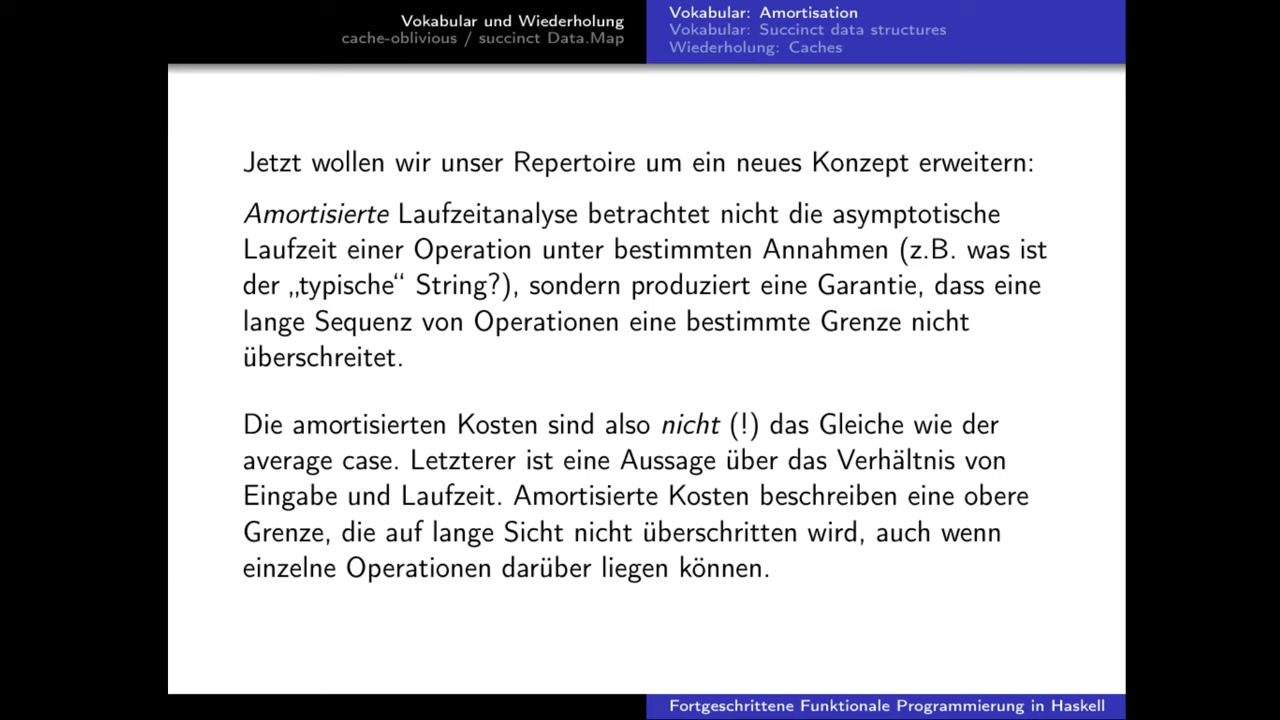 Vokabular und Wiederholung
cache-oblivious / succinct Data.Map
Vokabular: Amortisation
Vokabular: Succinct data structures
Wiederholung: Caches
Jetzt wollen wir unser Repertoire um ein neues Konzept erweitern:
Amortisierte Laufzeitanalyse betrachtet nicht die asymptotische
Laufzeit einer Operation unter bestimmten Annahmen (z.B. was ist
der „typische“ String?), sondern produziert eine Garantie, dass eine
lange Sequenz von Operationen eine bestimmte Grenze nicht
überschreitet.
Die amortisierten Kosten sind also nicht (!) das Gleiche wie der
average case. Letzterer ist eine Aussage über das Verhältnis von
Eingabe und Laufzeit. Amortisierte Kosten beschreiben eine obere
Grenze, die auf lange Sicht nicht überschritten wird, auch wenn
einzelne Operationen darüber liegen können.
Fortgeschrittene Funktionale Programmierung in Haskell